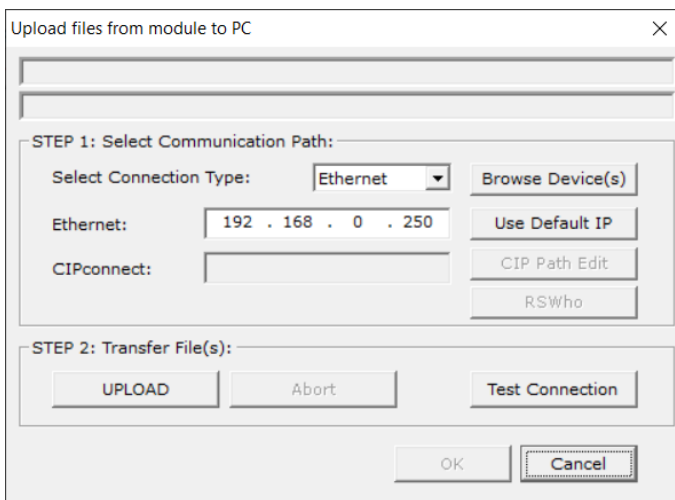 Upload files from module to PC
STEP 1: Select Communication Path:
Select Connection Type: Ethernet Browse Device(s)
Ethernet: 192 . 168 . 0 . 250 Use Default IP
CIPconnect: CIP Path Edit
RSWho
STEP 2: Transfer File(s):
UPLOAD Abort Test Connection
OK Cancel